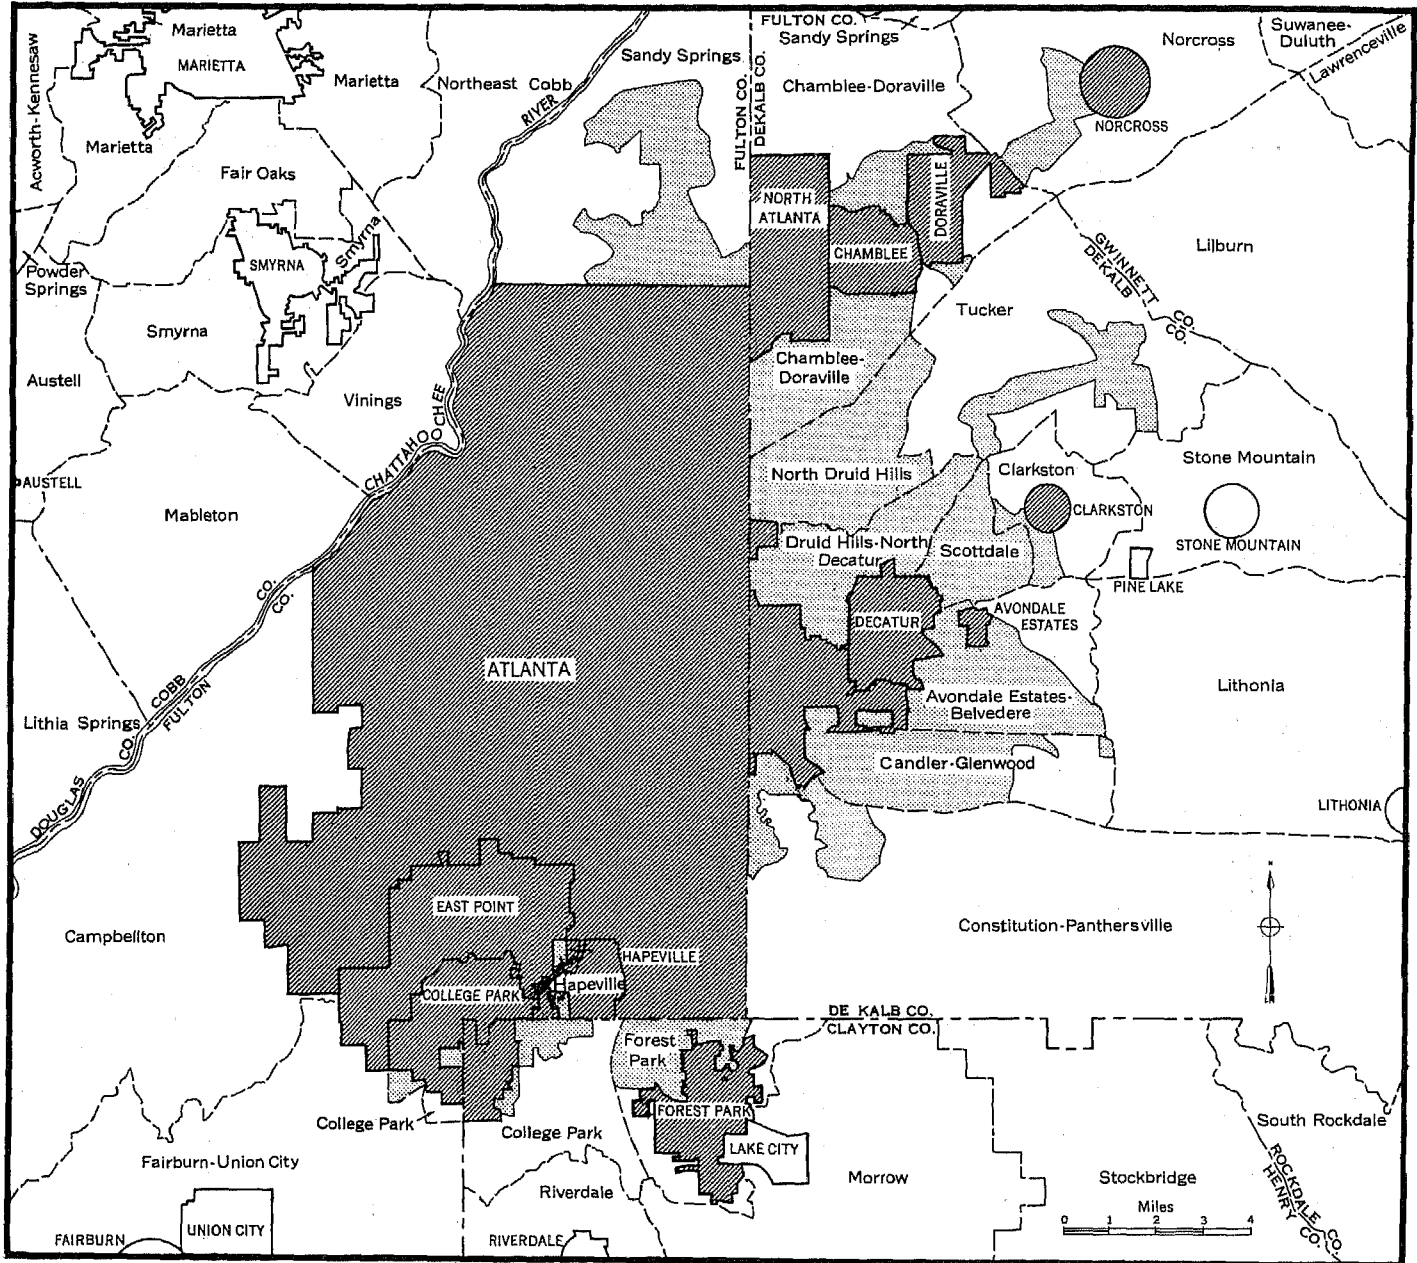 Marietta
MARIETTA
Marietta
Northeast Cobb
Sandy Springs
FULTON CO.
Sandy Springs
FULTON CO.
DEKALB CO.
Chamblee-Doraville
Norcross
Suwanee-
Duluth
Lawrenceville
Acworth-Kennesaw
Marietta
RIVER
NORCROSS
Fair Oaks
NORTH
ATLANTA
DORAVILLE
CHAMBLEE
Smyrna
SMYRNA
Powder
Springs
GWINNETT CO.
DEKALB CO.
Lilburn
Smyrna
Tucker
Austell
Vinings
Chamblee-
Doraville
CHATTAHOOCHEE
AUSTELL
Mableton
North Druid Hills
Clarkston
Stone Mountain
CLARKSTON
STONE MOUNTAIN
Druid Hills-North
Decatur
Scottdale
PINE LAKE
CO.
CO.
DECATUR
AVONDALE
ESTATES
ATLANTA
COBB
FULTON
Lithia Springs
Avondale Estates-
Belvedere
Lithonia
DOUGLAS CO.
Candler-Glenwood
LITHONIA
EAST POINT
Campbellton
Constitution-Panthersville
HAPEVILLE
Hapeville
COLLEGE PARK
DE KALB CO.
CLAYTON CO.
Forest
Park
FOREST PARK
College Park
College Park
LAKE CITY
South Rockdale
Fairburn-Union City
Riverdale
Morrow
Stockbridge
ROCKDALE CO.
HENRY CO.
Miles
0 1 2 3 4
FAIRBURN
UNION CITY
RIVERDALE